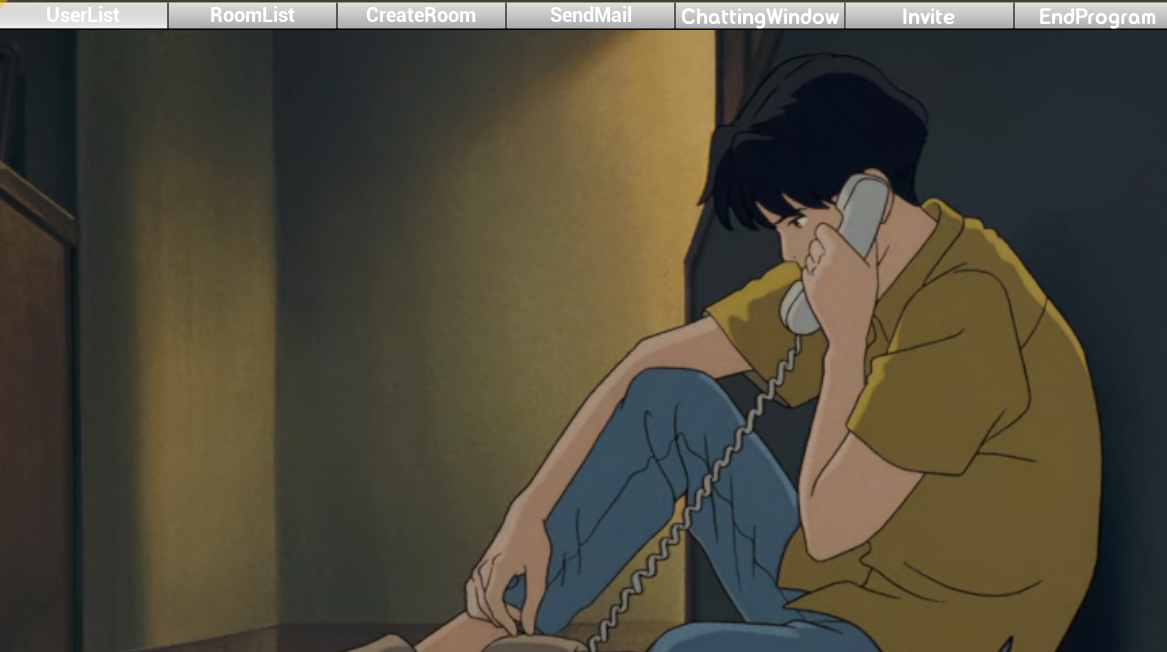 UserList
RoomList
CreateRoom
SendMail
ChattingWindow
Invite
EndProgram